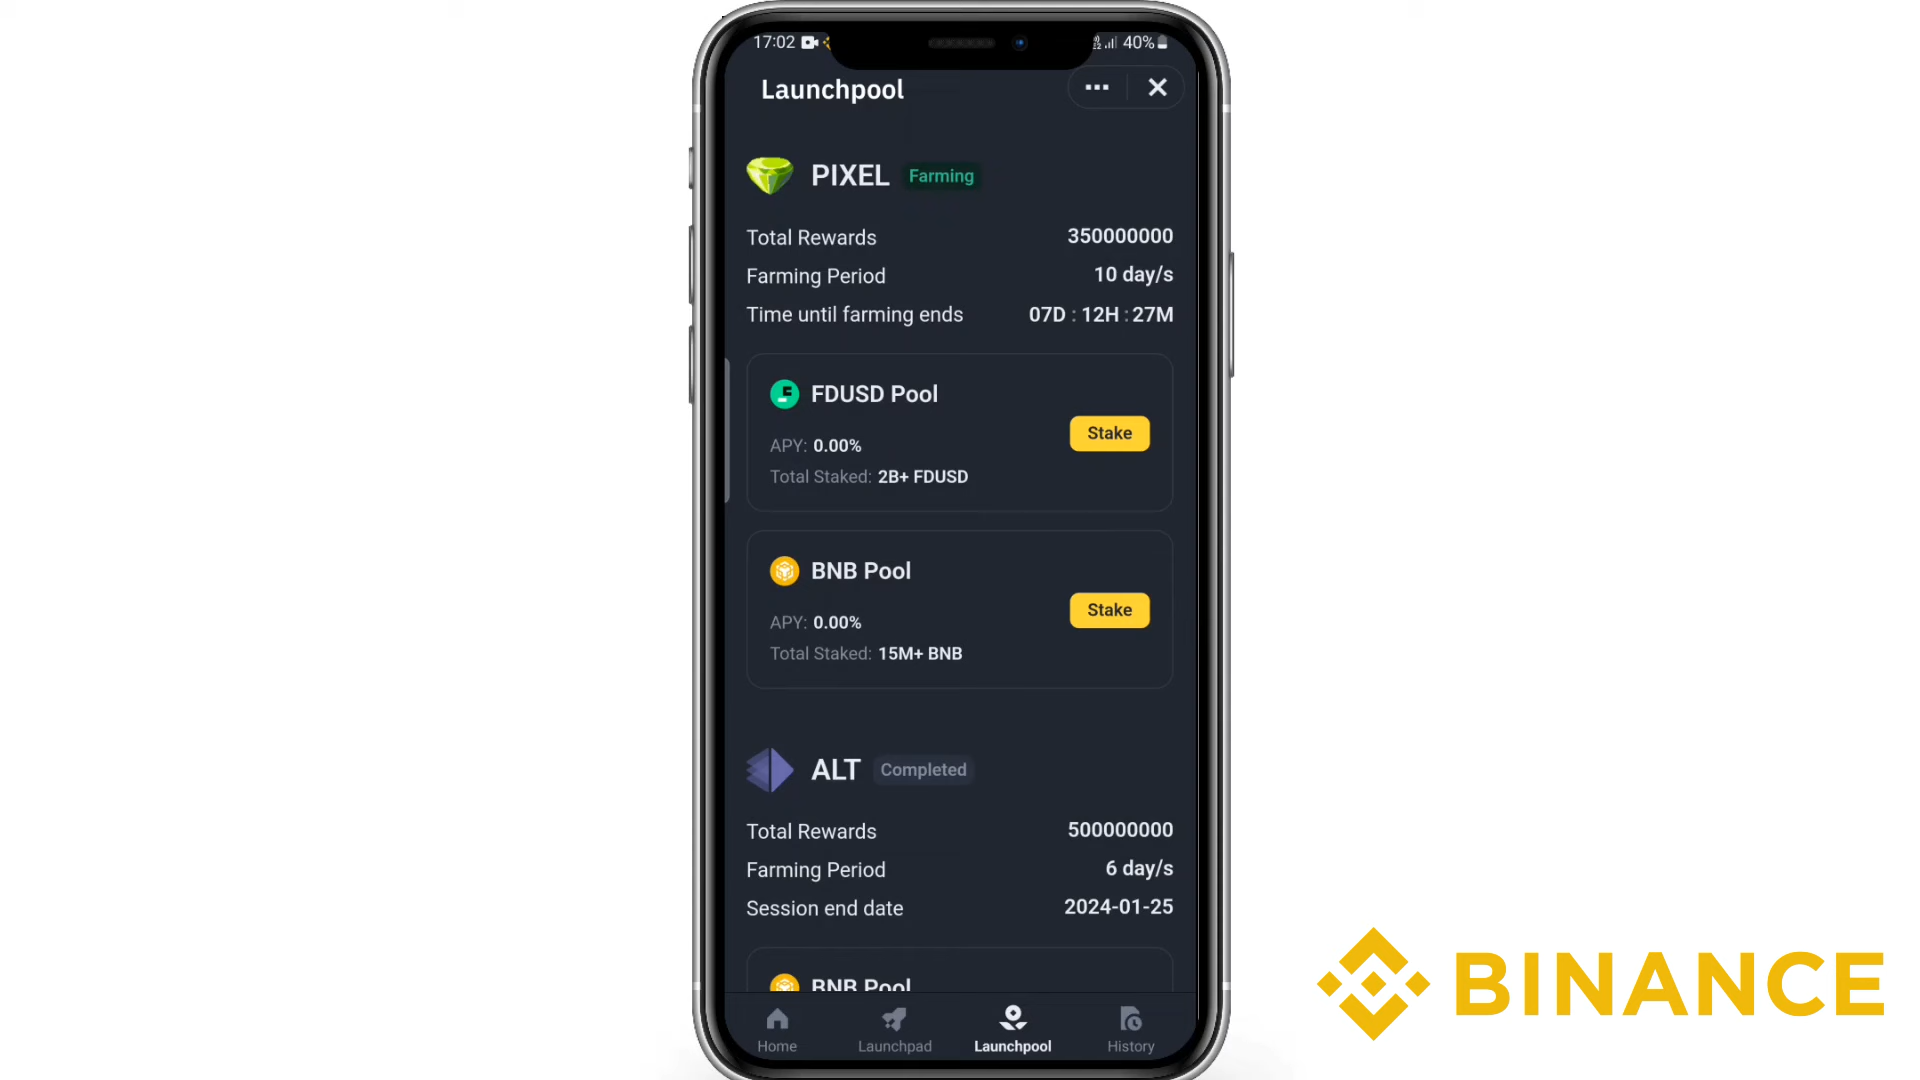 17:02 40%
Launchpool
PIXEL Farming
Total Rewards 350000000
Farming Period 10 day/s
Time until farming ends 07D : 12H : 27M
FDUSD Pool
Stake
APY: 0.00%
Total Staked: 2B+ FDUSD
BNB Pool
Stake
APY: 0.00%
Total Staked: 15M+ BNB
ALT Completed
Total Rewards 500000000
Farming Period 6 day/s
Session end date 2024-01-25
BNB Pool
Home Launchpad Launchpool History
BINANCE